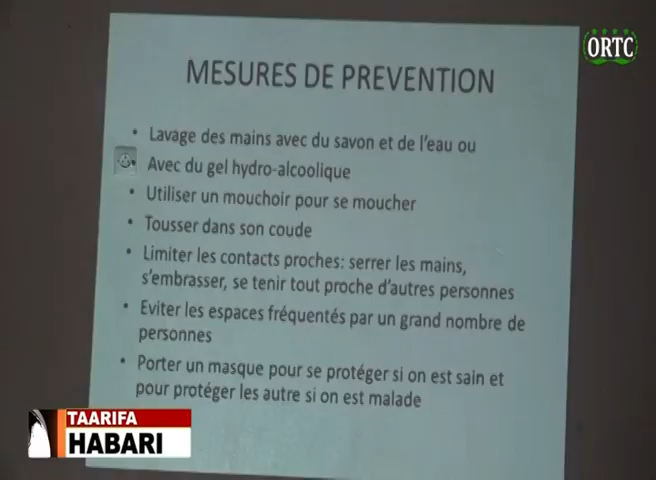 ORTC
MESURES DE PREVENTION
• Lavage des mains avec du savon et de l'eau ou
• Avec du gel hydro-alcoolique
• Utiliser un mouchoir pour se moucher
• Tousser dans son coude
• Limiter les contacts proches: serrer les mains,
s'embrasser, se tenir tout proche d'autres personnes
• Eviter les espaces fréquentés par un grand nombre de
personnes
• Porter un masque pour se protéger si on est sain et
pour protéger les autre si on est malade
TAARIFA
HABARI